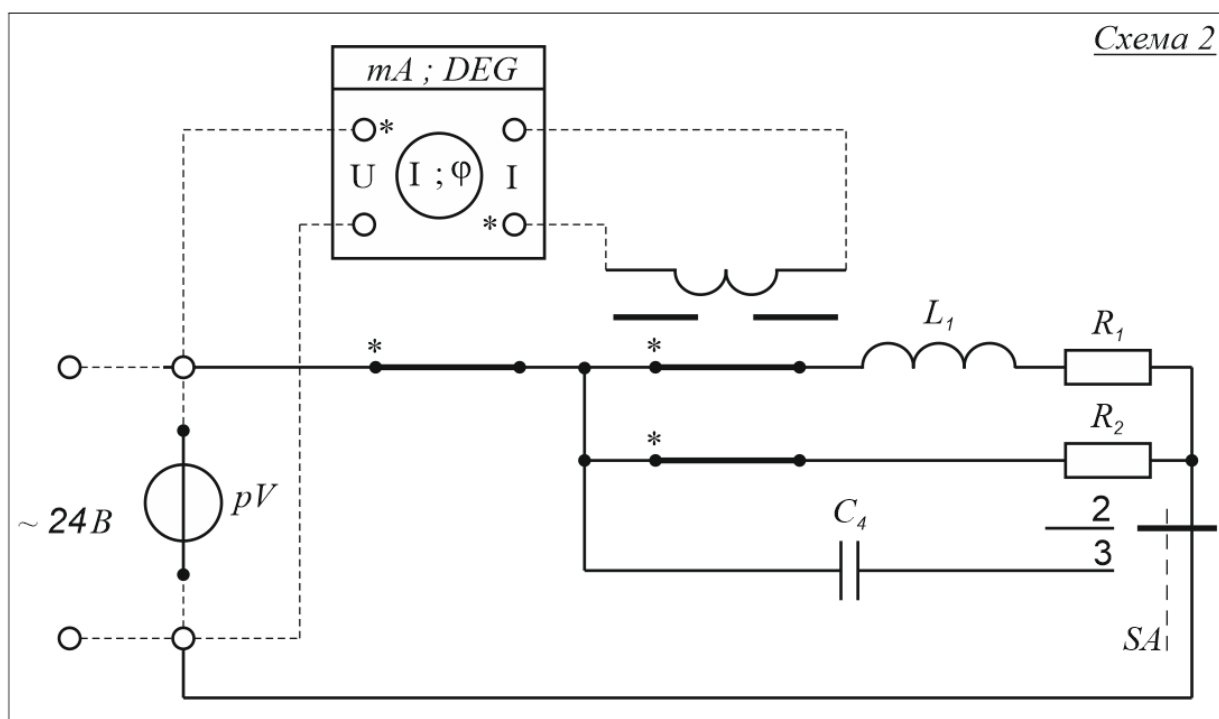 Схема 2
mA ; DEG
* U I ; φ I *
L1 R1
* *
R2
*
~ 24 В pV
C4
2
3
SA